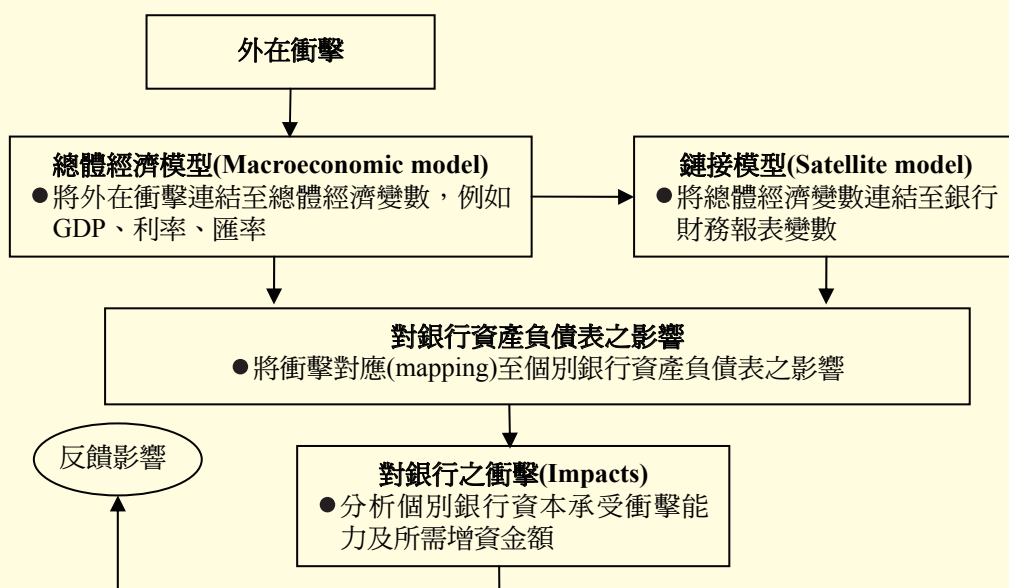 外在衝擊
總體經濟模型(Macroeconomic model)
●將外在衝擊連結至總體經濟變數，例如
GDP、利率、匯率
鏈接模型(Satellite model)
●將總體經濟變數連結至銀行
財務報表變數
對銀行資產負債表之影響
●將衝擊對應(mapping)至個別銀行資產負債表之影響
反饋影響
對銀行之衝擊(Impacts)
●分析個別銀行資本承受衝擊能
力及所需增資金額